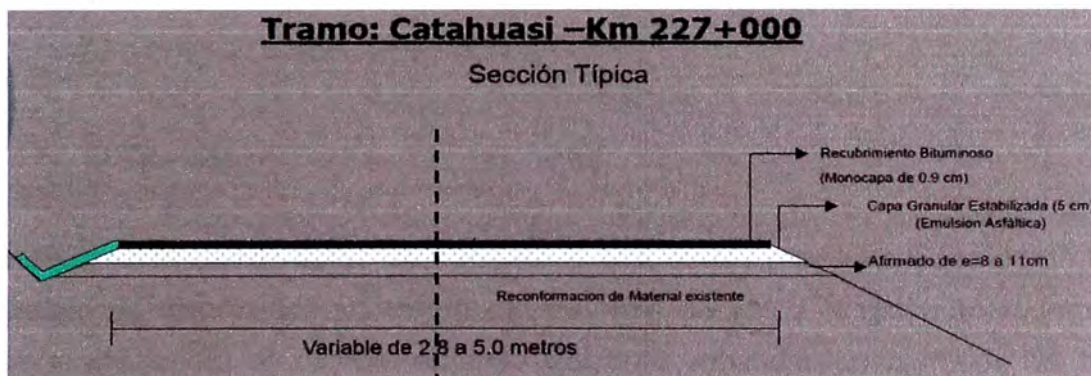 Tramo: Catahuasi –Km 227+000
Sección Típica
Recubrimiento Bituminoso
(Monocapa de 0.9 cm)
Capa Granular Estabilizada (5 cm
(Emulsion Asfáltica)
Afirmado de e=8 a 11cm
Reconformacion de Material existente
Variable de 2.8 a 5.0 metros